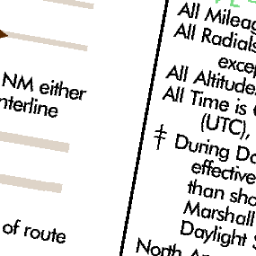 NM either
nterline
of route
All Mileag
All Radials
excep
All Altitude
All Time is
(UTC),
‡ During Da
effective
than sho
Marshall
Daylight S
North A